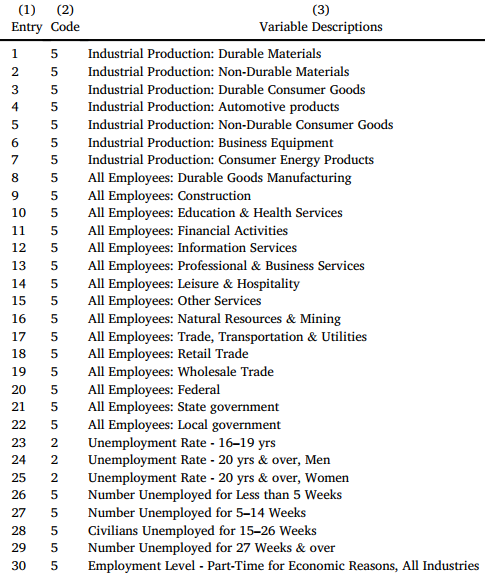 (1) (2) (3)
Entry Code Variable Descriptions
1 5 Industrial Production: Durable Materials
2 5 Industrial Production: Non-Durable Materials
3 5 Industrial Production: Durable Consumer Goods
4 5 Industrial Production: Automotive products
5 5 Industrial Production: Non-Durable Consumer Goods
6 5 Industrial Production: Business Equipment
7 5 Industrial Production: Consumer Energy Products
8 5 All Employees: Durable Goods Manufacturing
9 5 All Employees: Construction
10 5 All Employees: Education & Health Services
11 5 All Employees: Financial Activities
12 5 All Employees: Information Services
13 5 All Employees: Professional & Business Services
14 5 All Employees: Leisure & Hospitality
15 5 All Employees: Other Services
16 5 All Employees: Natural Resources & Mining
17 5 All Employees: Trade, Transportation & Utilities
18 5 All Employees: Retail Trade
19 5 All Employees: Wholesale Trade
20 5 All Employees: Federal
21 5 All Employees: State government
22 5 All Employees: Local government
23 2 Unemployment Rate - 16–19 yrs
24 2 Unemployment Rate - 20 yrs & over, Men
25 2 Unemployment Rate - 20 yrs & over, Women
26 5 Number Unemployed for Less than 5 Weeks
27 5 Number Unemployed for 5–14 Weeks
28 5 Civilians Unemployed for 15–26 Weeks
29 5 Number Unemployed for 27 Weeks & over
30 5 Employment Level - Part-Time for Economic Reasons, All Industries